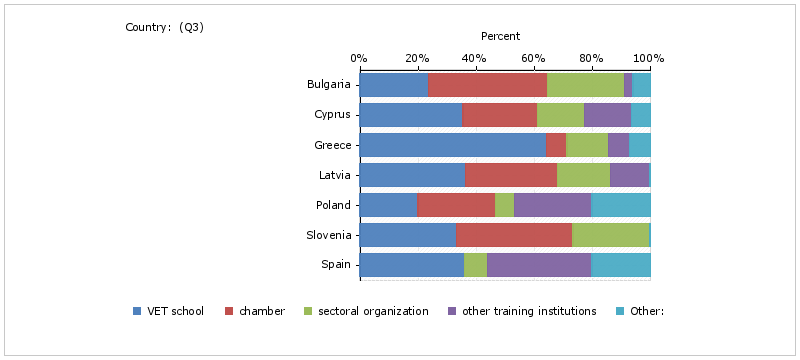 Country: (Q3)
Percent
0% 20% 40% 60% 80% 100%
Bulgaria
Cyprus
Greece
Latvia
Poland
Slovenia
Spain
VET school chamber sectoral organization other training institutions Other: